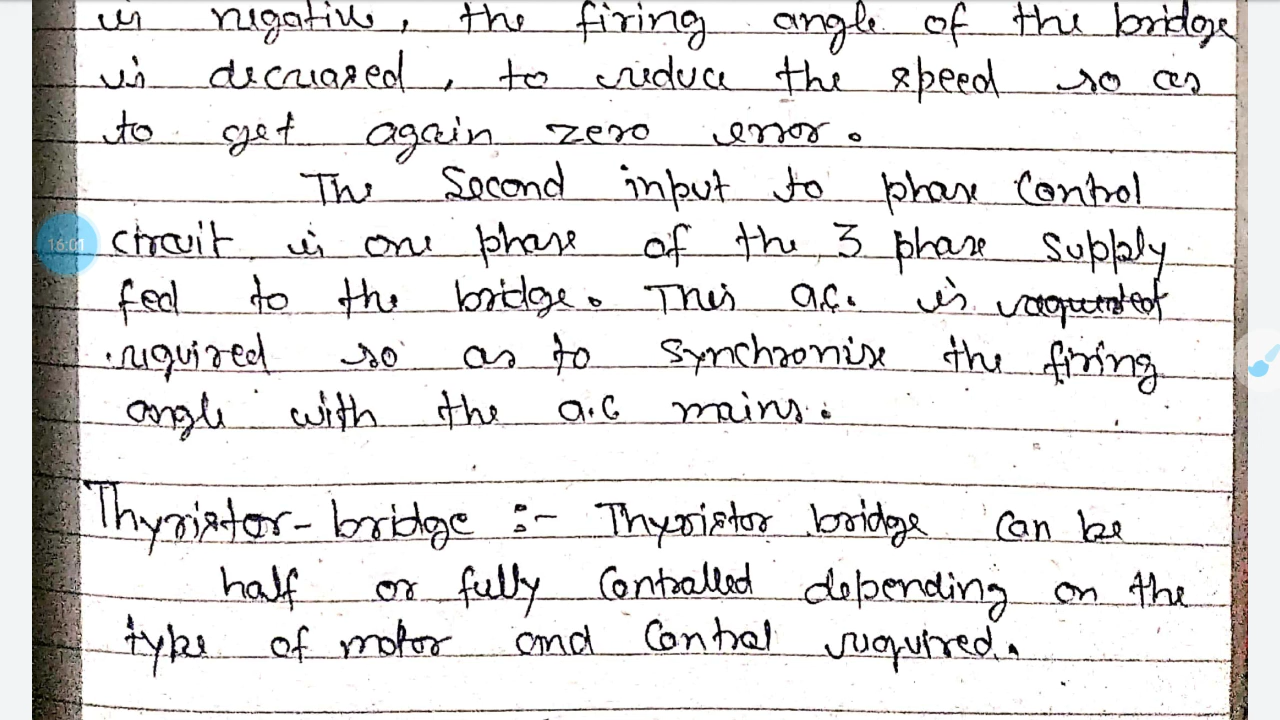 is negative, the firing angle of the bridge
is decreased, to reduce the speed so as
to get again zero error.
The Second input to phase Control
circuit is one phase of the 3 phase supply
16:01
fed to the bridge. This a.c. is
required so as to synchronise the firing
angle with the a.c mains.
Thyristor-bridge :- Thyristor bridge can be
half or fully Controlled depending on the
type of motor and Control required.